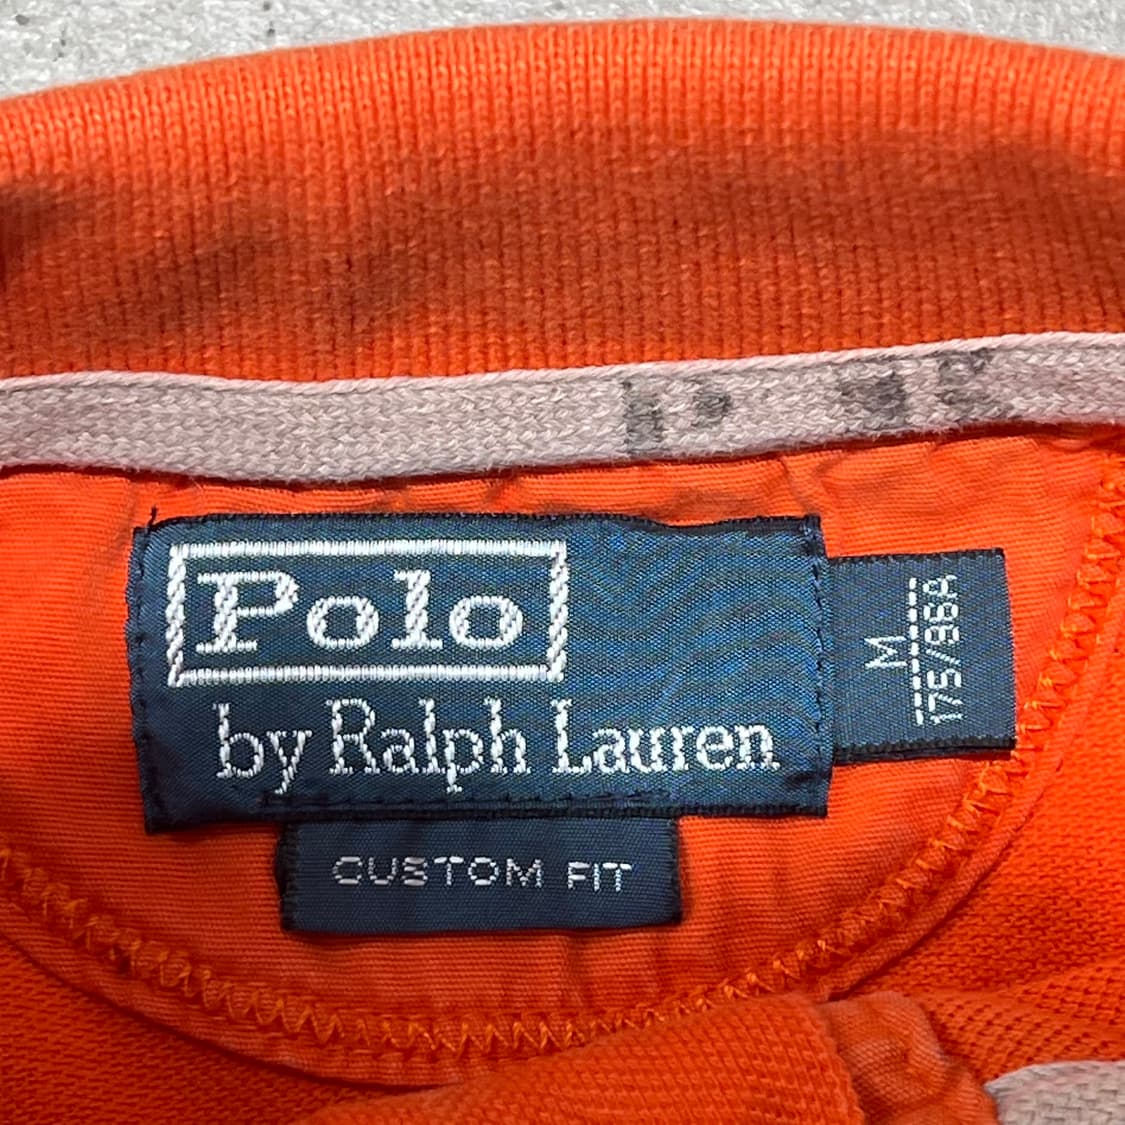 Polo
by Ralph Lauren
M
175/96A
CUSTOM FIT